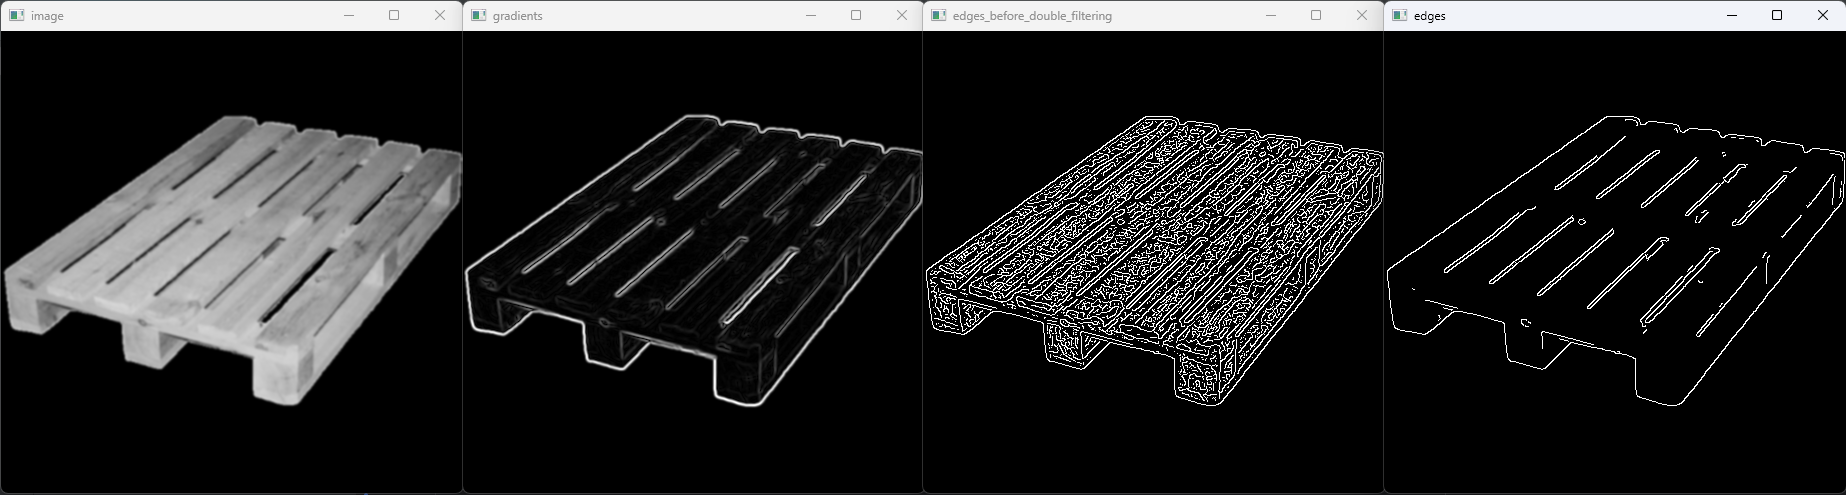 image
gradients
edges_before_double_filtering
edges